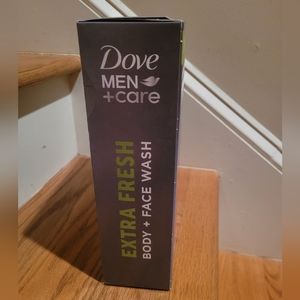 Dove
MEN
+care
EXTRA FRESH
BODY + FACE WASH